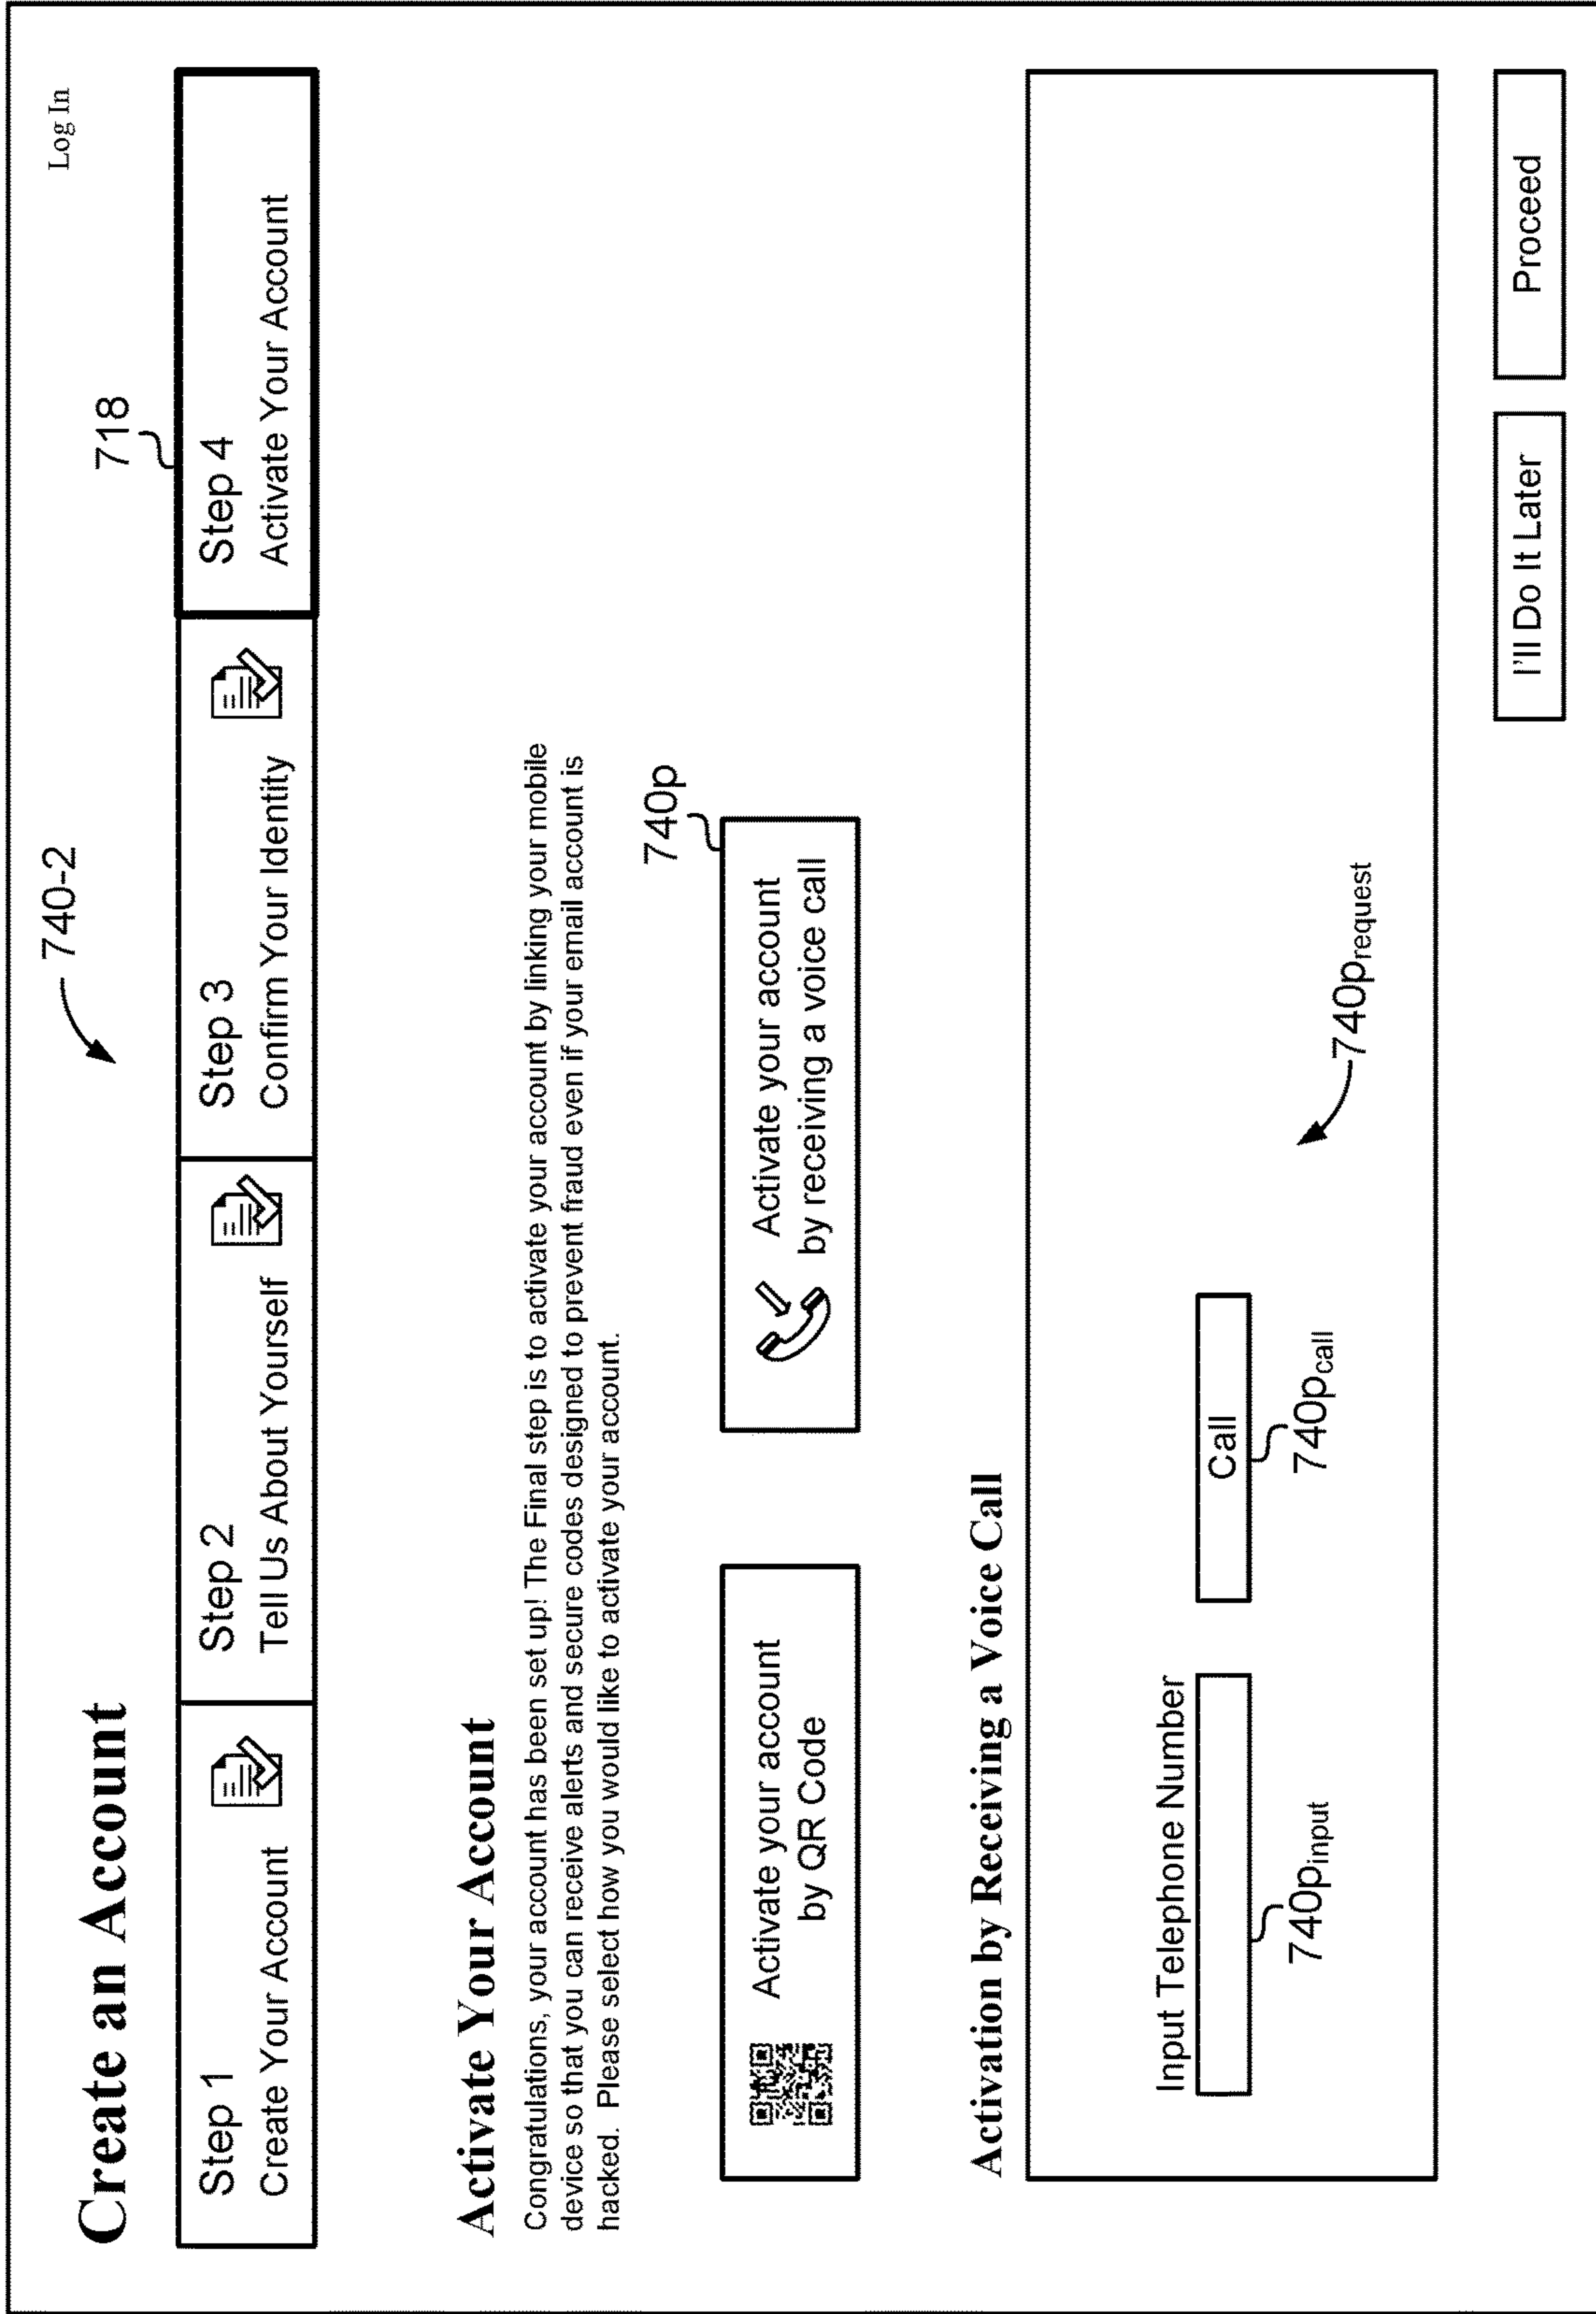 Log In
Create an Account
740-2
718
Step 1
Create Your Account
Step 2
Tell Us About Yourself
Step 3
Confirm Your Identity
Step 4
Activate Your Account
Activate Your Account
Congratulations, your account has been set up! The Final step is to activate your account by linking your mobile
device so that you can receive alerts and secure codes designed to prevent fraud even if your email account is
hacked. Please select how you would like to activate your account.
740p
Activate your account
by QR Code
Activate your account
by receiving a voice call
Activation by Receiving a Voice Call
Input Telephone Number
740pinput
Call
740pcall
740prequest
I'll Do It Later
Proceed